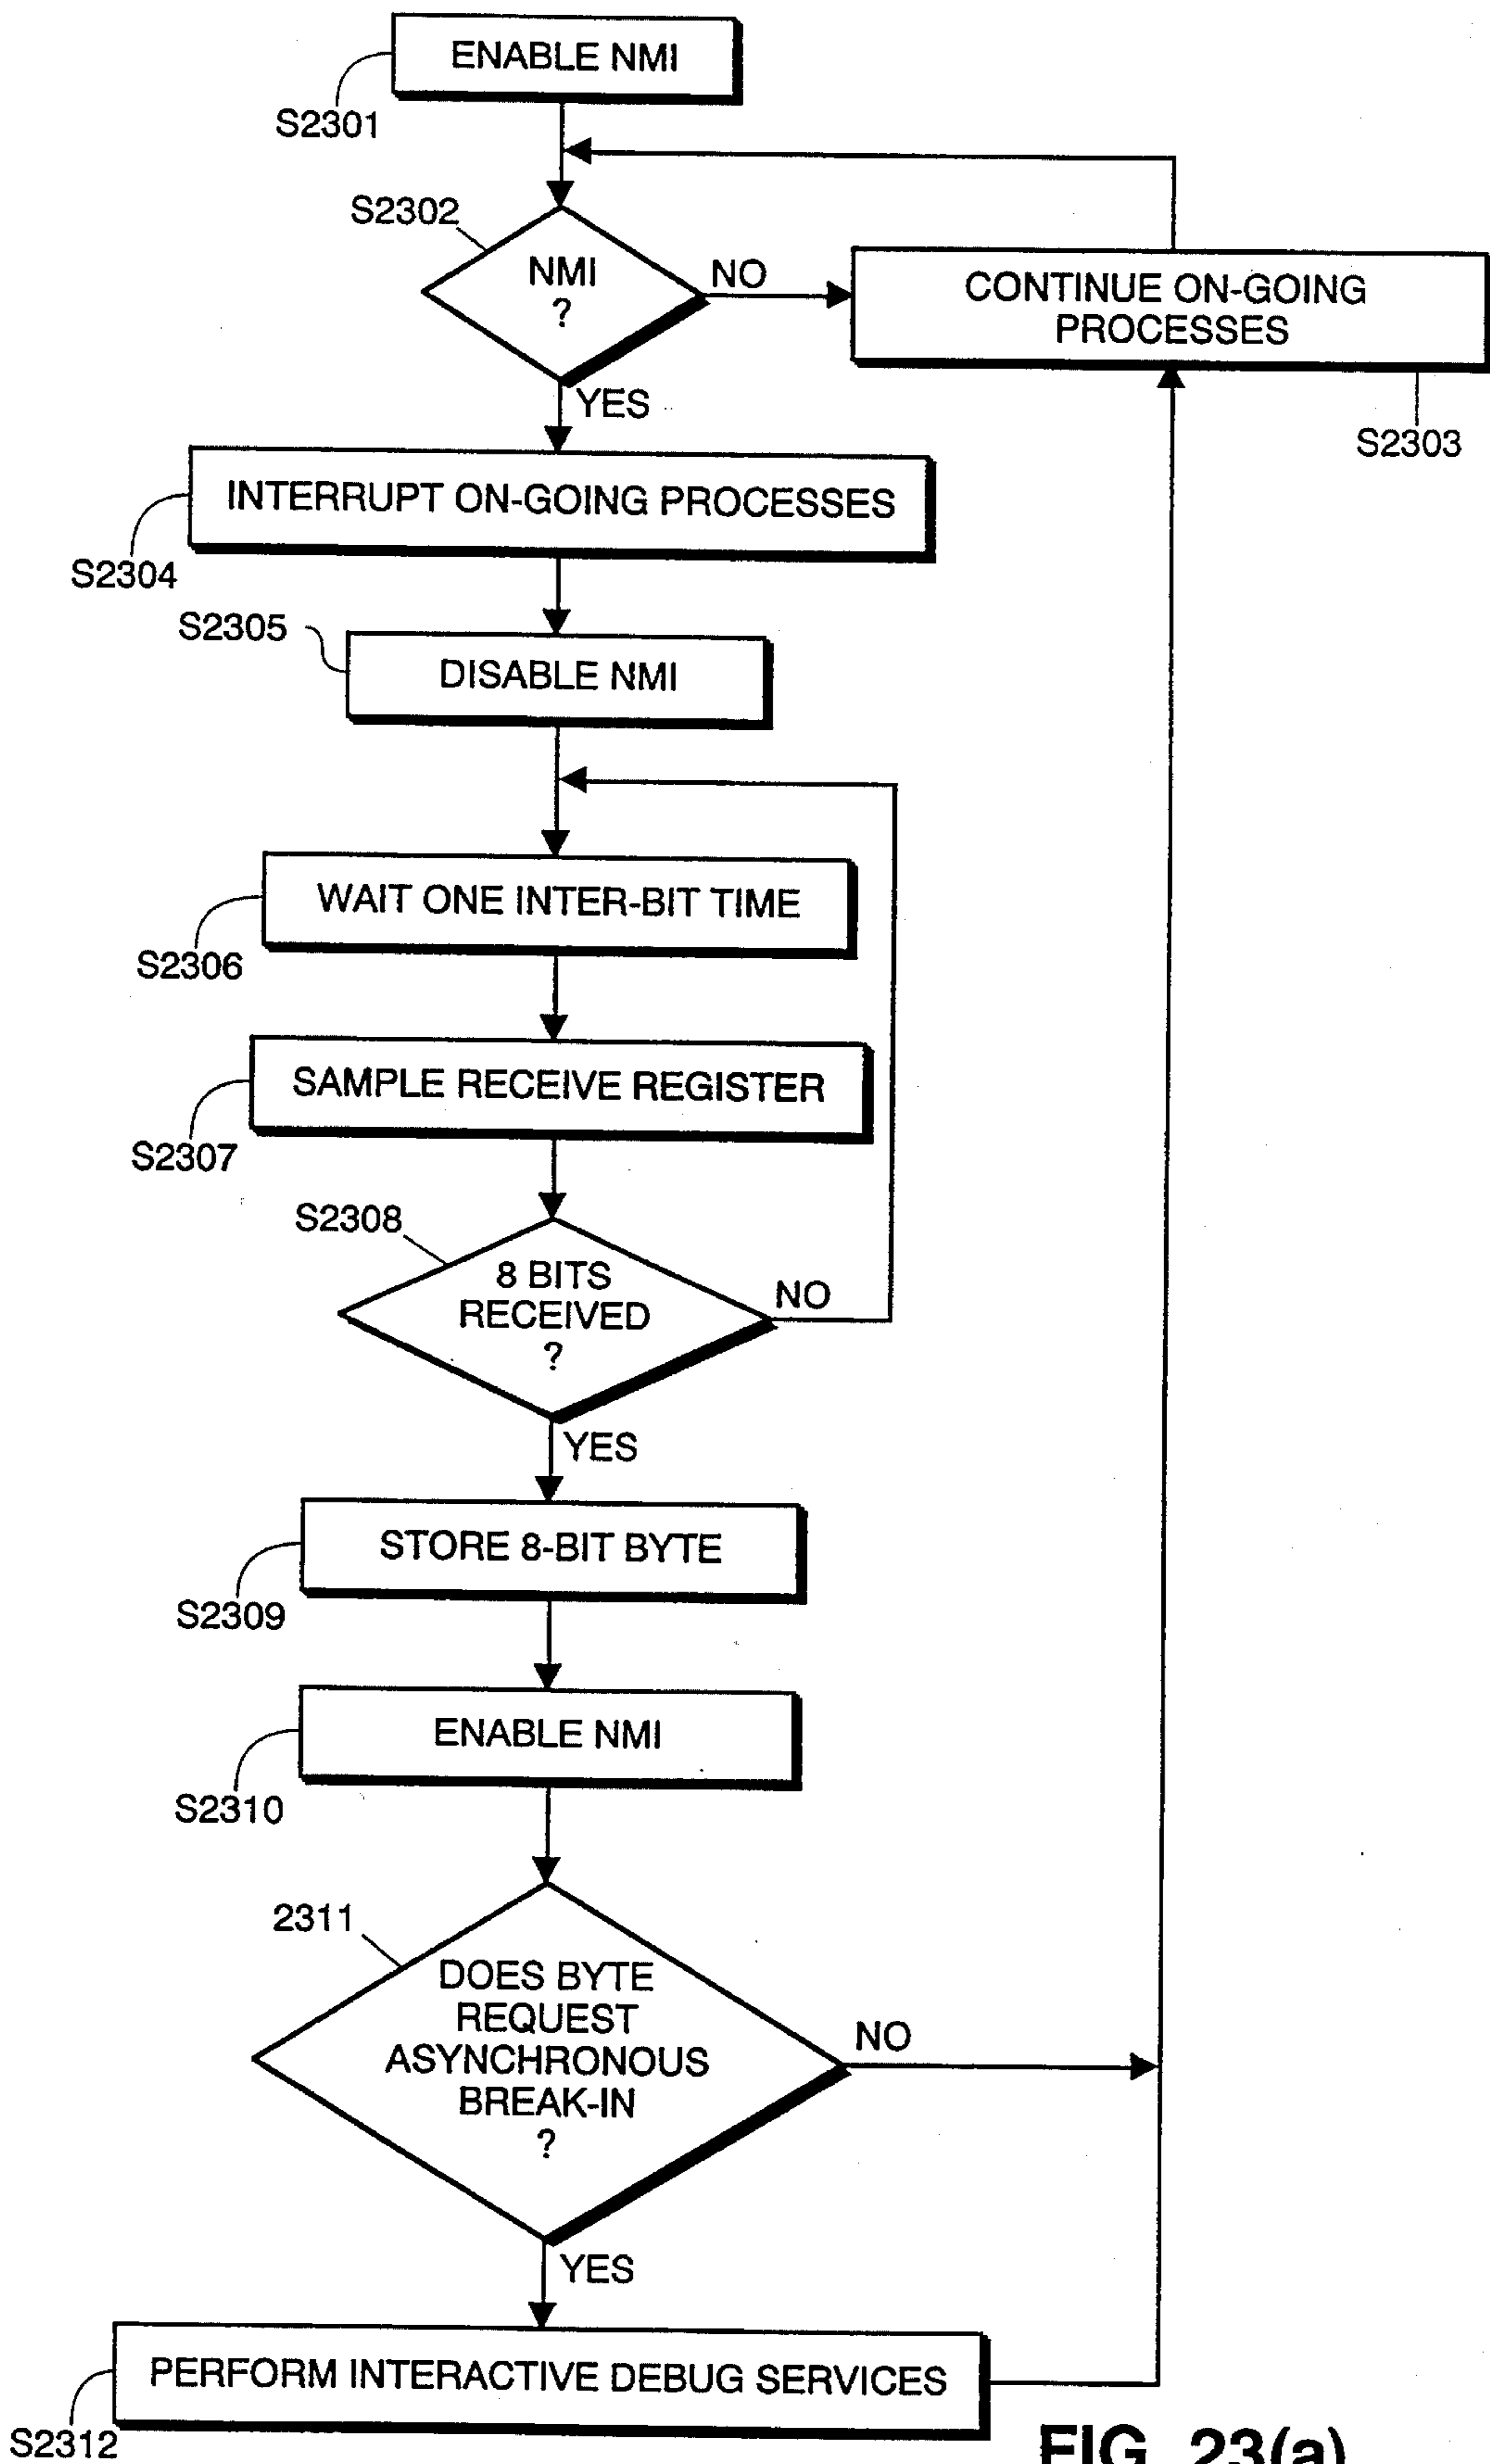 ENABLE NMI
S2301
S2302
NMI
?
NO
CONTINUE ON-GOING
PROCESSES
S2303
YES
INTERRUPT ON-GOING PROCESSES
S2304
S2305
DISABLE NMI
WAIT ONE INTER-BIT TIME
S2306
SAMPLE RECEIVE REGISTER
S2307
S2308
8 BITS
RECEIVED
?
NO
YES
STORE 8-BIT BYTE
S2309
ENABLE NMI
S2310
2311
DOES BYTE
REQUEST
ASYNCHRONOUS
BREAK-IN
?
NO
YES
PERFORM INTERACTIVE DEBUG SERVICES
S2312
FIG. 23(a)